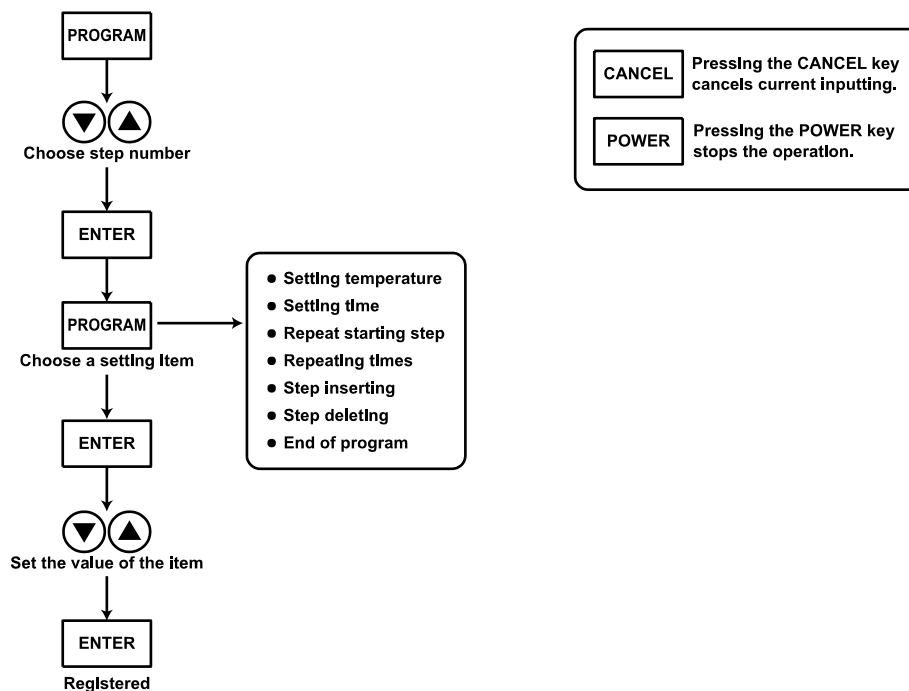 PROGRAM
Choose step number
ENTER
PROGRAM
Choose a setting item
ENTER
Set the value of the item
ENTER
Registered
● Setting temperature
● Setting time
● Repeat starting step
● Repeating times
● Step inserting
● Step deleting
● End of program
CANCEL
Pressing the CANCEL key
cancels current inputting.
POWER
Pressing the POWER key
stops the operation.